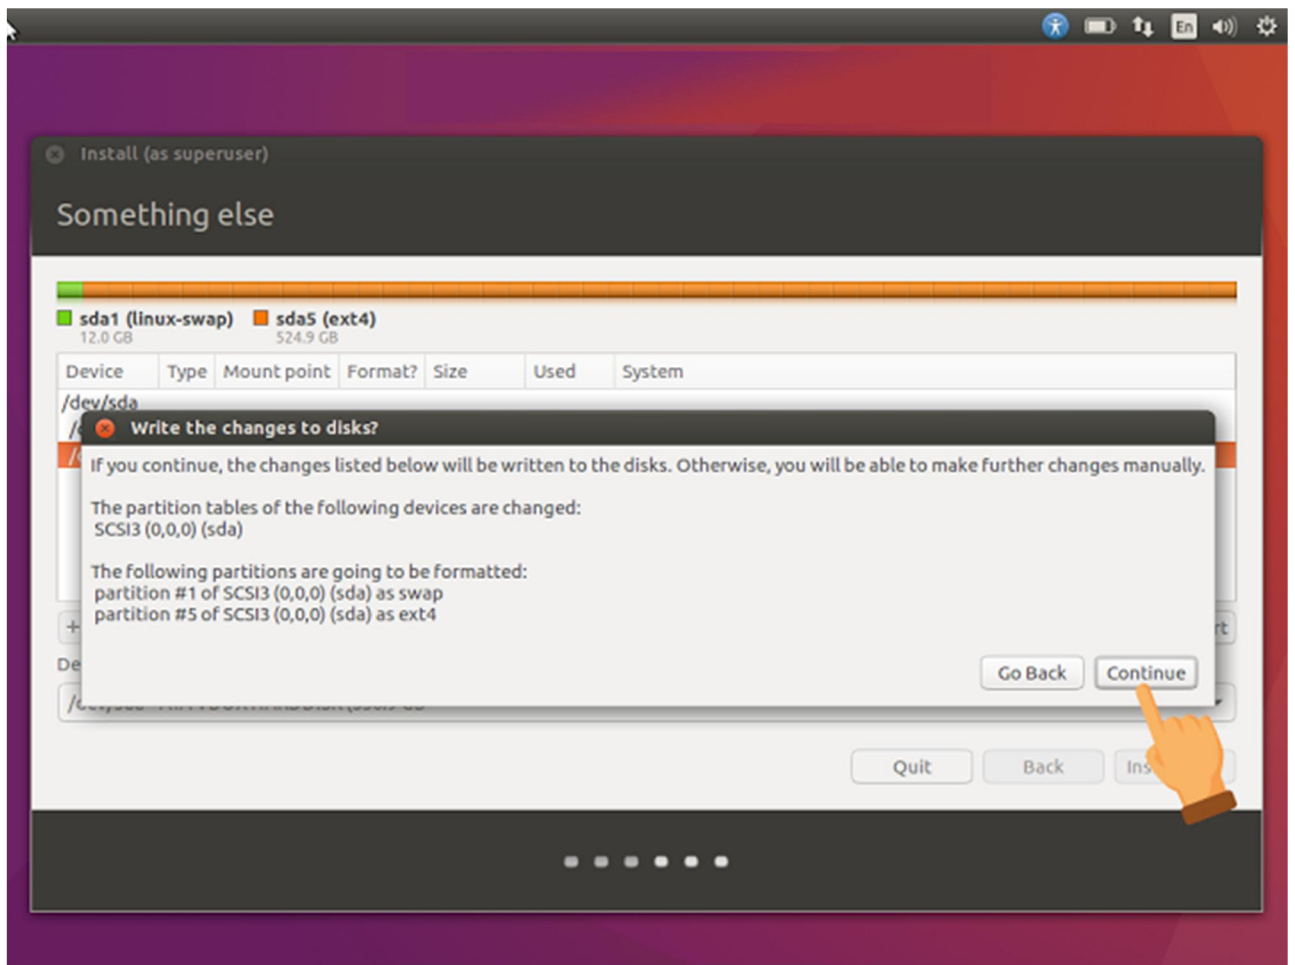 En
Install (as superuser)
Something else
sda1 (linux-swap) sda5 (ext4)
12.0 GB 524.9 GB
Device Type Mount point Format? Size Used System
/dev/sda
Write the changes to disks?
If you continue, the changes listed below will be written to the disks. Otherwise, you will be able to make further changes manually.
The partition tables of the following devices are changed:
SCSI3 (0,0,0) (sda)
The following partitions are going to be formatted:
partition #1 of SCSI3 (0,0,0) (sda) as swap
partition #5 of SCSI3 (0,0,0) (sda) as ext4
+
Go Back Continue
Quit Back